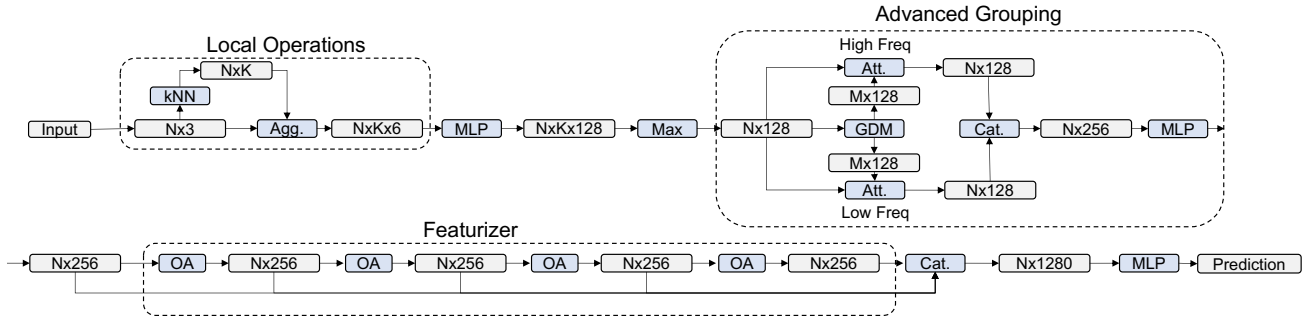 Advanced Grouping
Local Operations
High Freq
NxK
Att.
Nx128
kNN
Mx128
Input
Nx3
Agg.
NxKx6
MLP
NxKx128
Max
Nx128
GDM
Cat.
Nx256
MLP
Mx128
Att.
Nx128
Low Freq
Featurizer
Nx256
OA
Nx256
OA
Nx256
OA
Nx256
OA
Nx256
Cat.
Nx1280
MLP
Prediction